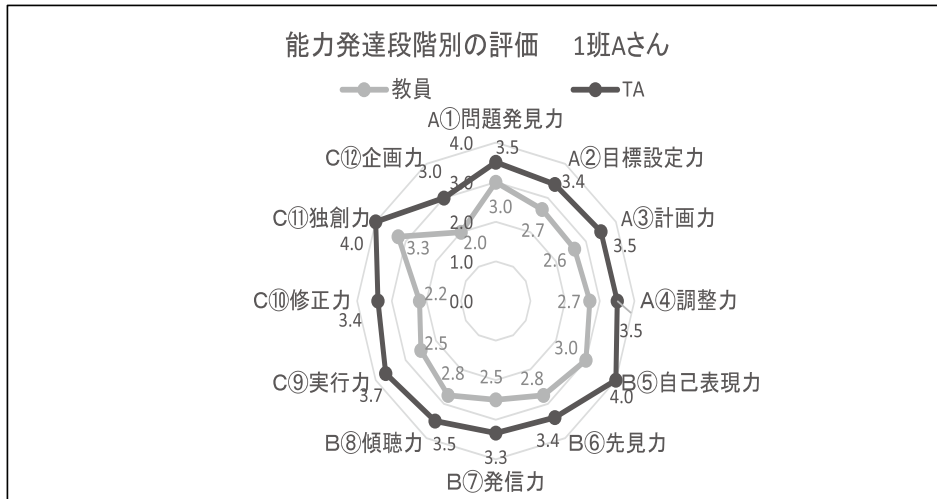 能力発達段階別の評価 1班Aさん
教員 TA
A①問題発見力
4.0 3.5
C⑫企画力 A②目標設定力
3.0 3.4
3.0 3.0
C⑪独創力 2.0 2.7 A③計画力
4.0 3.3 2.0 2.6 3.5
1.0
C⑩修正力 2.2 0.0 2.7 A④調整力
3.4 3.5
2.5 3.0
C⑨実行力 2.8 2.5 2.8 B⑤自己表現力
3.7 4.0
B⑧傾聴力 3.5 3.4 B⑥先見力
3.3
B⑦発信力